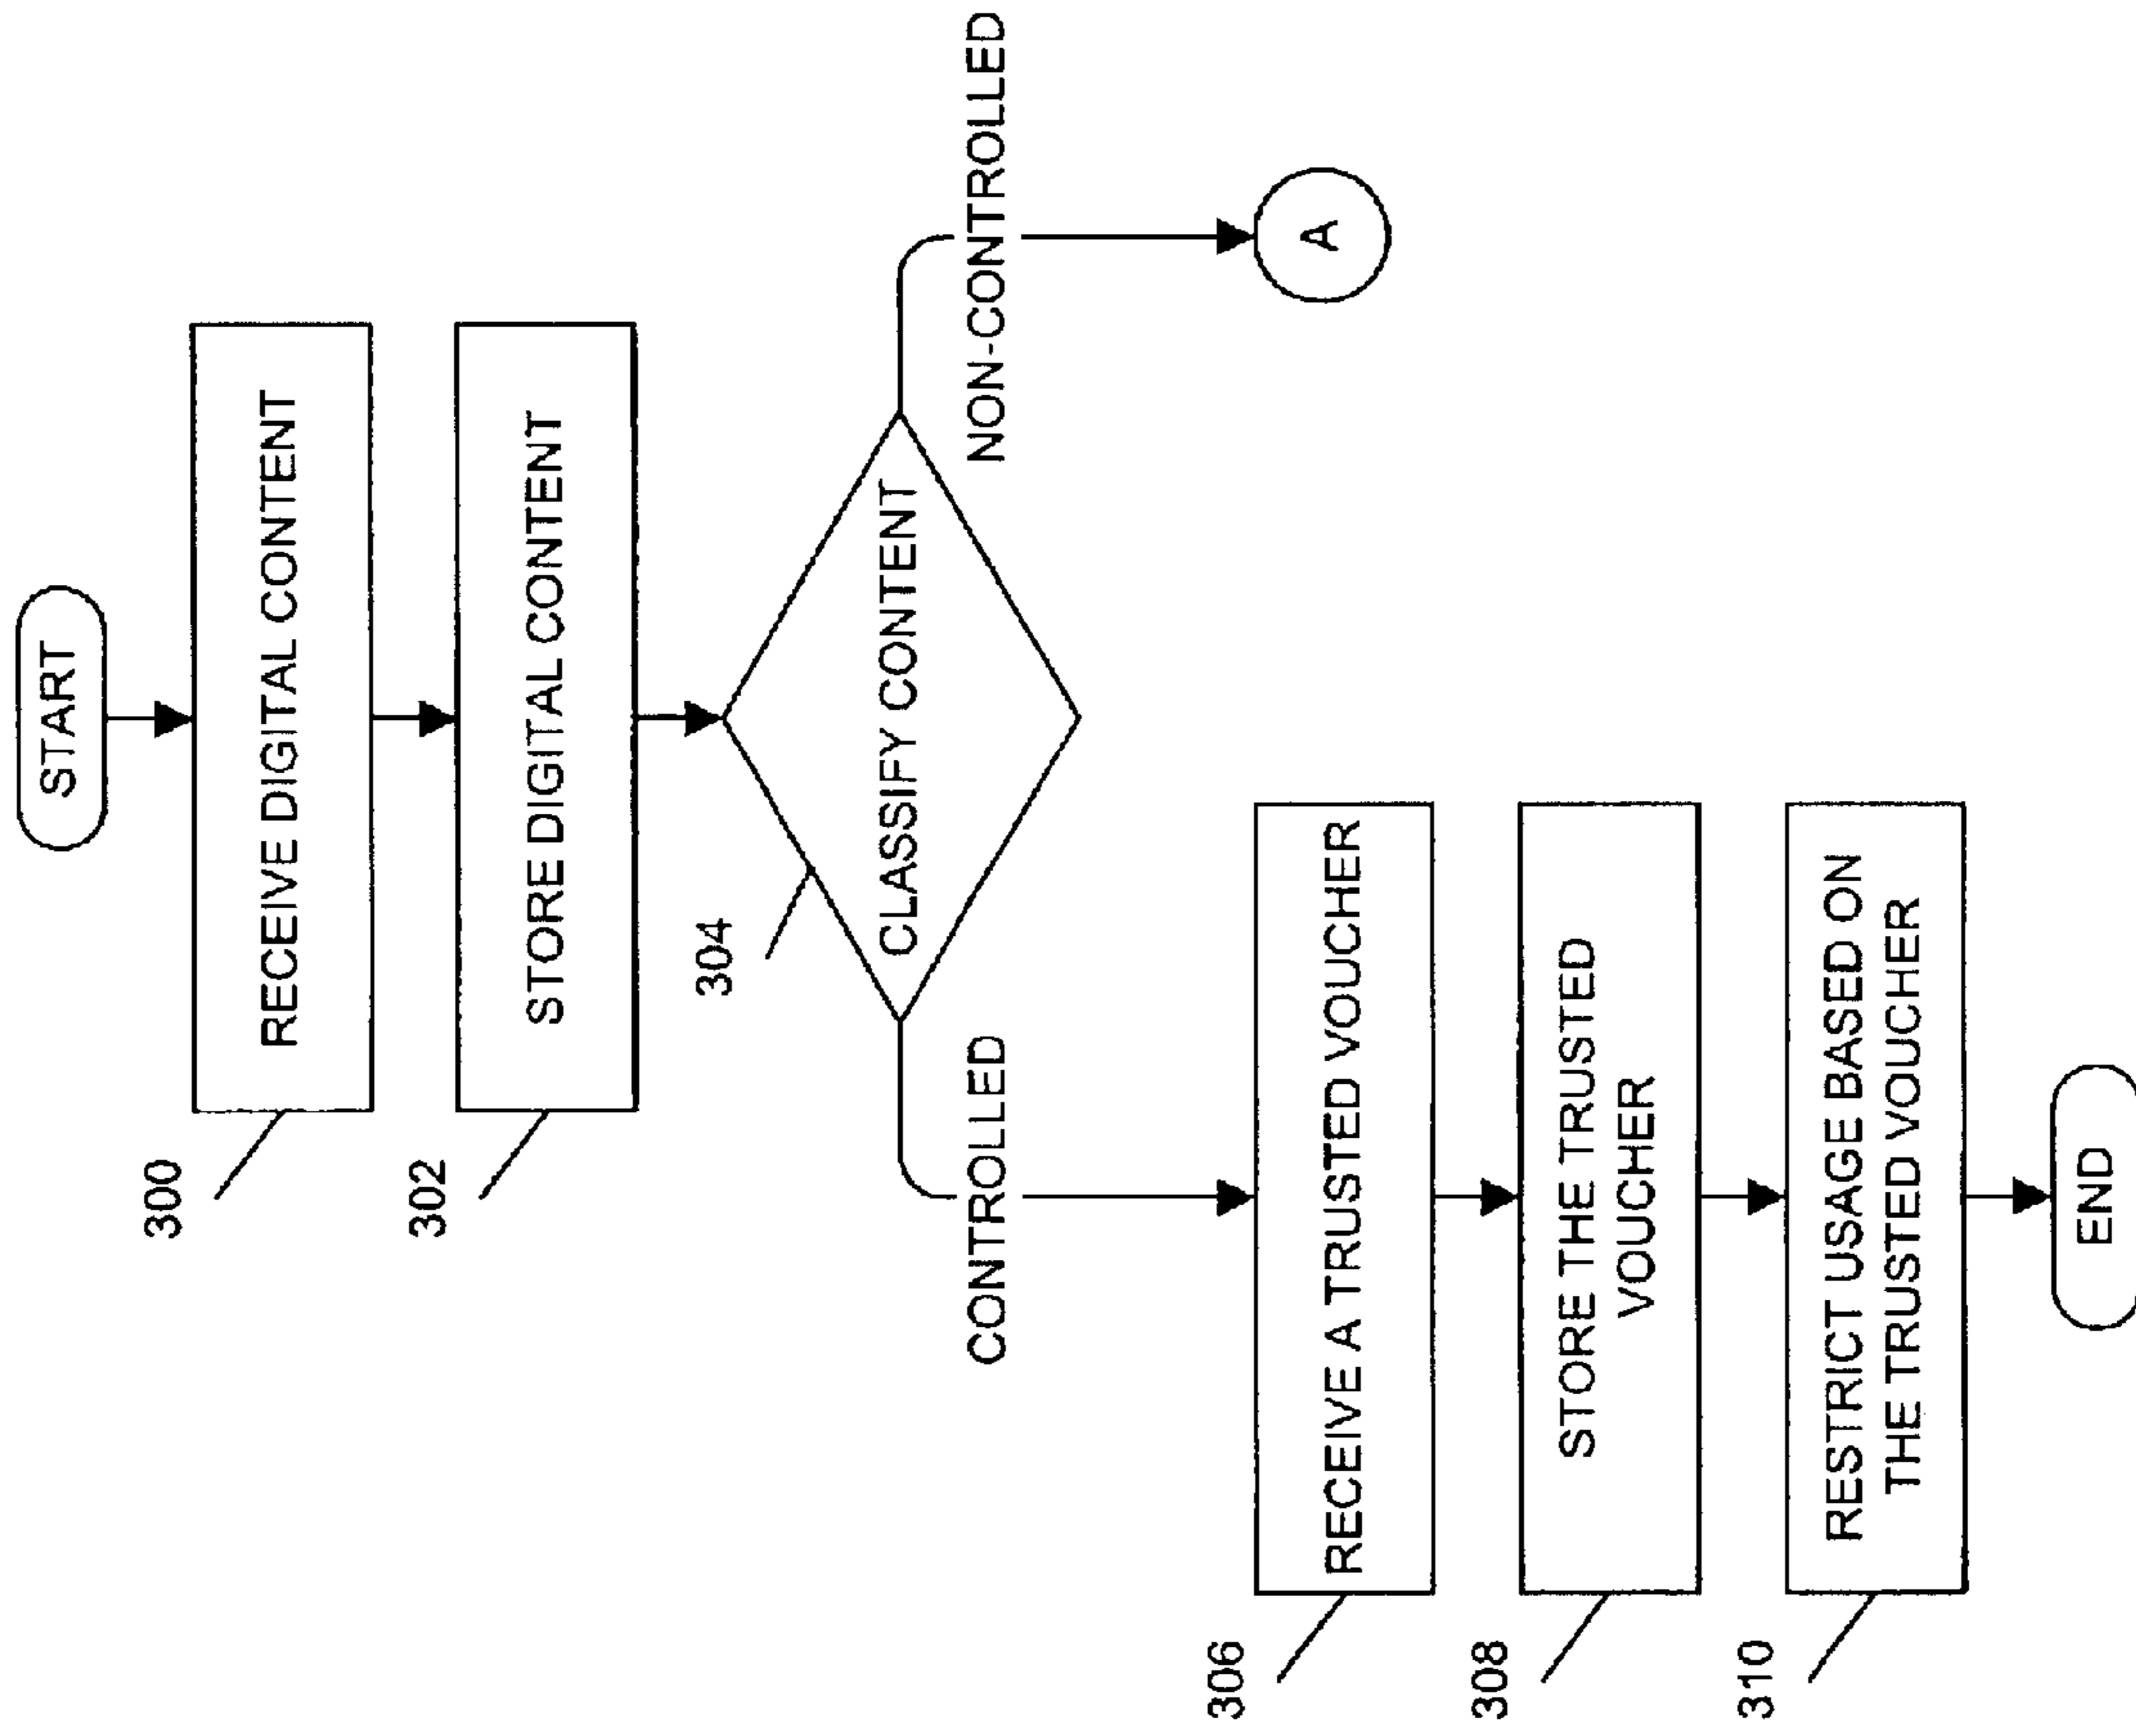 START
300
RECEIVE DIGITAL CONTENT
302
STORE DIGITAL CONTENT
304
CLASSIFY CONTENT
CONTROLLED
NON-CONTROLLED
A
306
RECEIVE A TRUSTED VOUCHER
308
STORE THE TRUSTED
VOUCHER
310
RESTRICT USAGE BASED ON
THE TRUSTED VOUCHER
END